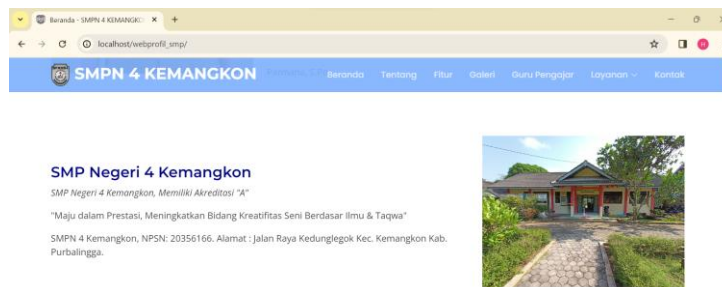 Beranda - SMPN 4 KEMANGKO
localhost/webprofil_smp/
SMPN 4 KEMANGKON
Beranda Tentang Fitur Galeri Guru Pengajar Layanan Kontak
SMP Negeri 4 Kemangkon
SMP Negeri 4 Kemangkon, Memiliki Akreditasi "A"
"Maju dalam Prestasi, Meningkatkan Bidang Kreatifitas Seni Berdasar Ilmu & Taqwa"
SMPN 4 Kemangkon, NPSN: 20356166. Alamat : Jalan Raya Kedunglegok Kec. Kemangkon Kab.
Purbalingga.